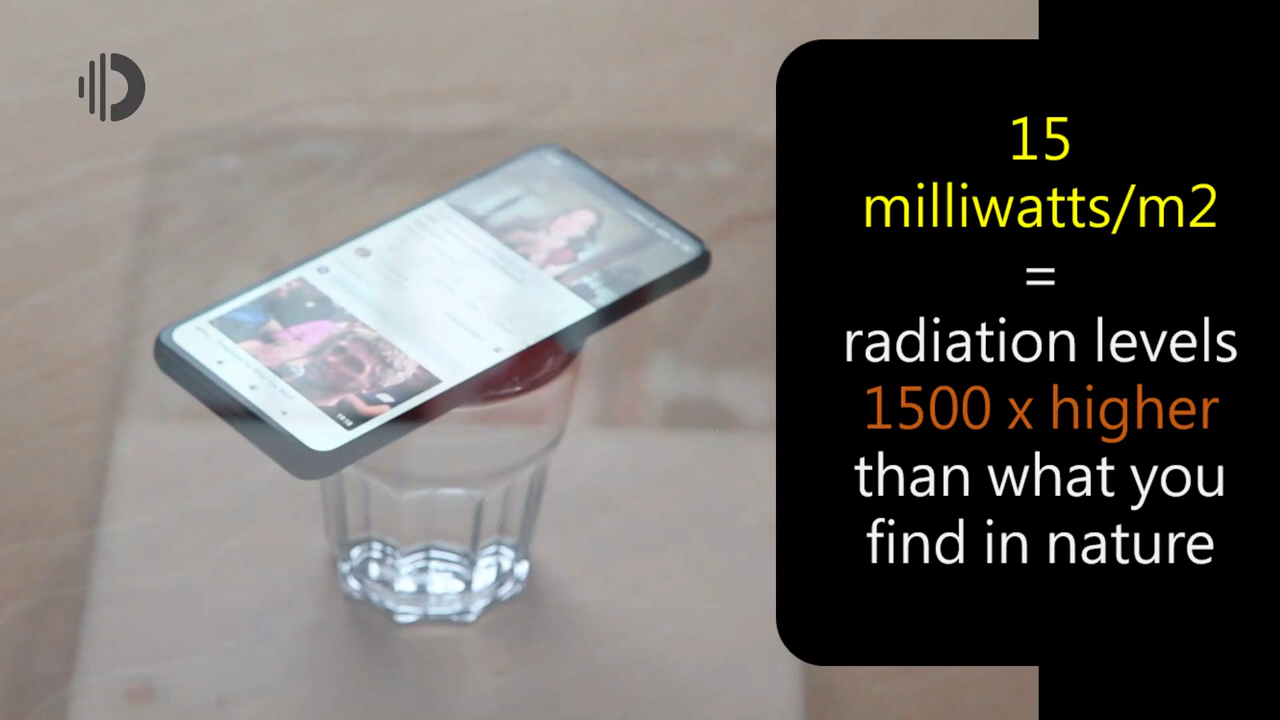 15
milliwatts/m2
=
radiation levels
1500 x higher
than what you
find in nature